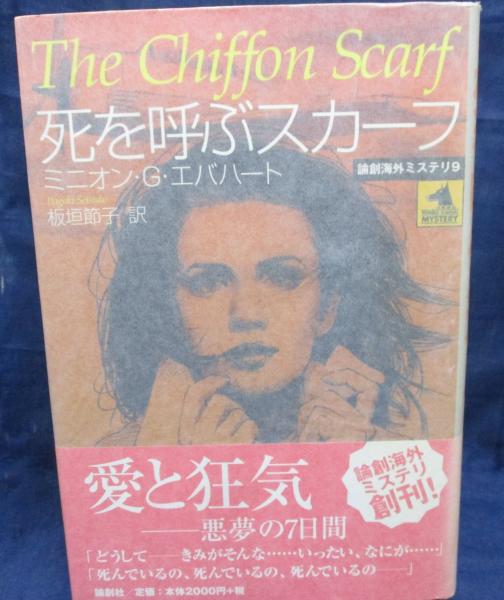 The Chiffon Scarf
死を呼ぶスカーフ
ミニオン・G・エバハート
論創海外ミステリ9
Itagaki Setsuko
板垣節子 訳
MYSTERY
愛と狂気
——悪夢の7日間
論創海外
ミステリ
創刊!
「どうして——きみがそんな……いったい、なにが……」
「死んでいるの、死んでいるの、死んでいるの——」
論創社/定価:本体2000円+税